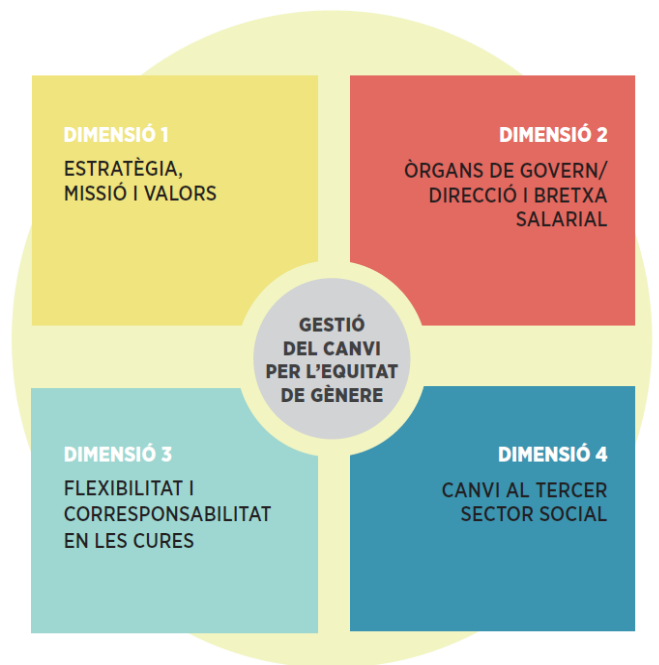 DIMENSIÓ 1
ESTRATÈGIA,
MISSIÓ I VALORS
DIMENSIÓ 2
ÒRGANS DE GOVERN/
DIRECCIÓ I BRETXA
SALARIAL
GESTIÓ
DEL CANVI
PER L'EQUITAT
DE GÈNERE
DIMENSIÓ 3
FLEXIBILITAT I
CORRESPONSABILITAT
EN LES CURES
DIMENSIÓ 4
CANVI AL TERCER
SECTOR SOCIAL